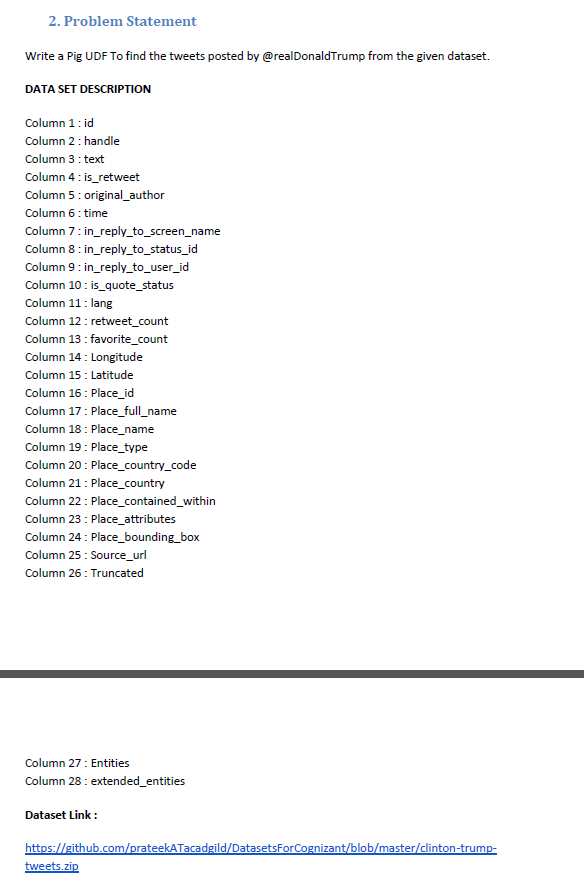 2. Problem Statement
Write a Pig UDF To find the tweets posted by @realDonaldTrump from the given dataset.
DATA SET DESCRIPTION
Column 1 : id
Column 2 : handle
Column 3 : text
Column 4 : is_retweet
Column 5 : original_author
Column 6 : time
Column 7 : in_reply_to_screen_name
Column 8 : in_reply_to_status_id
Column 9 : in_reply_to_user_id
Column 10 : is_quote_status
Column 11 : lang
Column 12 : retweet_count
Column 13 : favorite_count
Column 14 : Longitude
Column 15 : Latitude
Column 16 : Place_id
Column 17 : Place_full_name
Column 18 : Place_name
Column 19 : Place_type
Column 20 : Place_country_code
Column 21 : Place_country
Column 22 : Place_contained_within
Column 23 : Place_attributes
Column 24 : Place_bounding_box
Column 25 : Source_url
Column 26 : Truncated
Column 27 : Entities
Column 28 : extended_entities
Dataset Link :
https://github.com/prateekATacadgild/DatasetsForCognizant/blob/master/clinton-trump-
tweets.zip